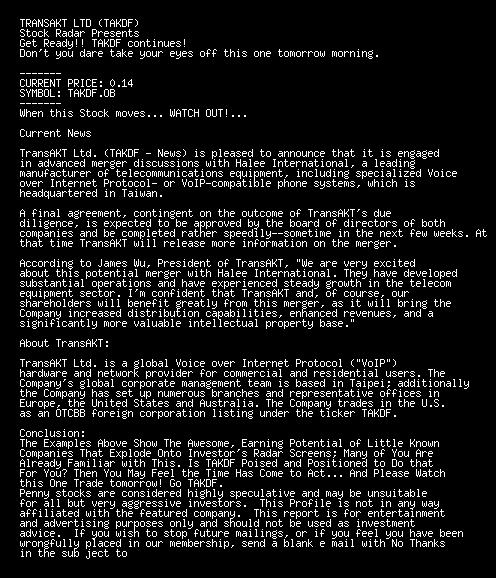 TRANSAKT LTD (TAKDF)
Stock Radar Presents
Get Ready!! TAKDF continues!
Don't you dare take your eyes off this one tomorrow morning.
-------
CURRENT PRICE: 0.14
SYMBOL: TAKDF.OB
-------
When this Stock moves... WATCH OUT!...
Current News
TransAKT Ltd. (TAKDF - News) is pleased to announce that it is engaged
in advanced merger discussions with Halee International, a leading
manufacturer of telecommunications equipment, including specialized Voice
over Internet Protocol- or VoIP-compatible phone systems, which is
headquartered in Taiwan.
A final agreement, contingent on the outcome of TransAKT's due
diligence, is expected to be approved by the board of directors of both
companies and be completed rather speedily--sometime in the next few weeks. At
that time TransAKT will release more information on the merger.
According to James Wu, President of TransAKT, "We are very excited
about this potential merger with Halee International. They have developed
substantial operations and have experienced steady growth in the telecom
equipment sector. I'm confident that TransAKT and, of course, our
shareholders will benefit greatly from this merger, as it will bring the
Company increased distribution capabilities, enhanced revenues, and a
significantly more valuable intellectual property base."
About TransAKT:
TransAKT Ltd. is a global Voice over Internet Protocol ("VoIP")
hardware and network provider for commercial and residential users. The
Company's global corporate management team is based in Taipei; additionally
the Company has set up numerous branches and representative offices in
Europe, the United States and Australia. The Company trades in the U.S.
as an OTCBB foreign corporation listing under the ticker TAKDF.
Conclusion:
The Examples Above Show The Awesome, Earning Potential of Little Known
Companies That Explode Onto Investor's Radar Screens; Many of You Are
Already Familiar with This. Is TAKDF Poised and Positioned to Do that
For You? Then You May Feel the Time Has Come to Act... And Please Watch
this One Trade tomorrow! Go TAKDF.
Penny stocks are considered highly speculative and may be unsuitable
for all but very aggressive investors.  This Profile is not in any way
affiliated with the featured company.  This report is for entertainment
and advertising purposes only and should not be used as investment
advice.  If you wish to stop future mailings, or if you feel you have been
wrongfully placed in our membership, send a blank e mail with No Thanks
in the sub ject to